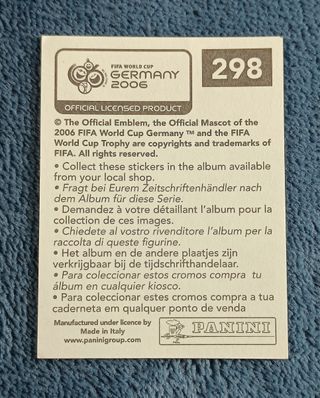 FIFA WORLD CUP
GERMANY
2006
298
OFFICIAL LICENSED PRODUCT
© The Official Emblem, the Official Mascot of the
2006 FIFA World Cup Germany ™ and the FIFA
World Cup Trophy are copyrights and trademarks of
FIFA. All rights reserved.
• Collect these stickers in the album available
from your local shop.
• Fragt bei Eurem Zeitschriftenhändler nach
dem Album für diese Serie.
• Demandez à votre détaillant l'album pour la
collection de ces images.
• Chiedete al vostro rivenditore l'album per la
raccolta di queste figurine.
• Het album en de andere plaatjes zijn
verkrijgbaar bij de tijdschrifthandelaar.
• Para coleccionar estos cromos compra tu
álbum en cualquier kiosco.
• Para coleccionar estes cromos compra a tua
caderneta em qualquer ponto de venda
Manufactured under licence by
Made in Italy
www.paninigroup.com
PANINI